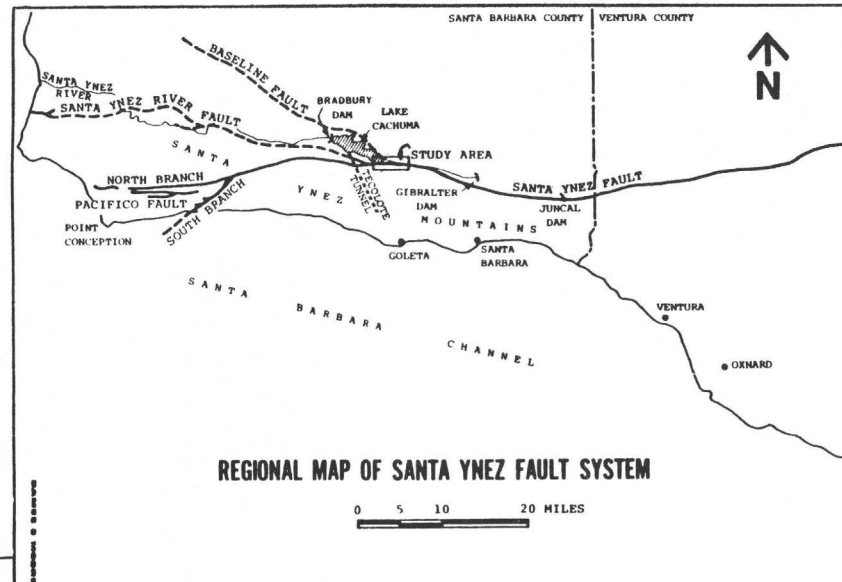 SANTA BARBARA COUNTY
VENTURA COUNTY
N
SANTA YNEZ
RIVER
SANTA YNEZ RIVER FAULT
BASELINE FAULT
BRADBURY
DAM
LAKE
CACHUMA
STUDY AREA
SANTA
YNEZ
MOUNTAINS
NORTH BRANCH
PACIFICO FAULT
SOUTH BRANCH
POINT
CONCEPTION
TECOLOTE
TUNNEL
GIBRALTER
DAM
SANTA YNEZ FAULT
JUNCAL
DAM
GOLETA
SANTA
BARBARA
VENTURA
OXNARD
SANTA
BARBARA
CHANNEL
REGIONAL MAP OF SANTA YNEZ FAULT SYSTEM
0 5 10 20 MILES